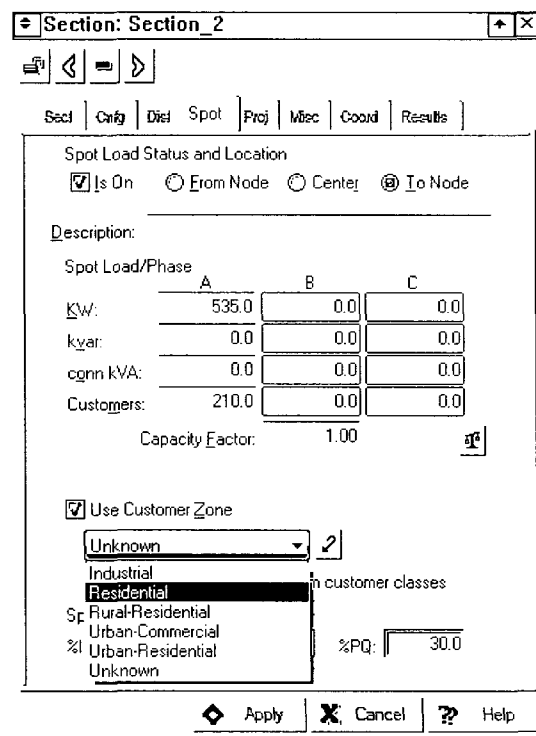 Section: Section_2
Sect Cnfg Dist Spot Proj Misc Coord Results
Spot Load Status and Location
Is On From Node Center To Node
Description:
Spot Load/Phase
A B C
KW: 535.0 0.0 0.0
kvar: 0.0 0.0 0.0
conn kVA: 0.0 0.0 0.0
Customers: 210.0 0.0 0.0
Capacity Factor: 1.00
Use Customer Zone
Unknown
Industrial
Residential n customer classes
Rural-Residential
Urban-Commercial
Urban-Residential %PQ: 30.0
Unknown
Apply Cancel Help